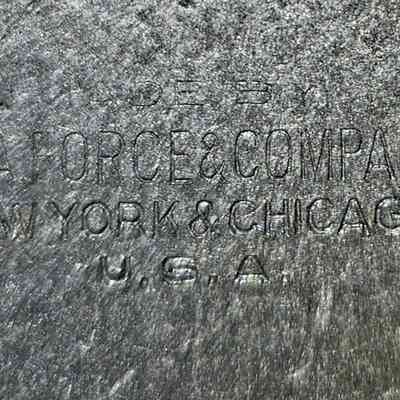 DE BY
A FORCE & COMPA
W YORK & CHICAG
U.S.A